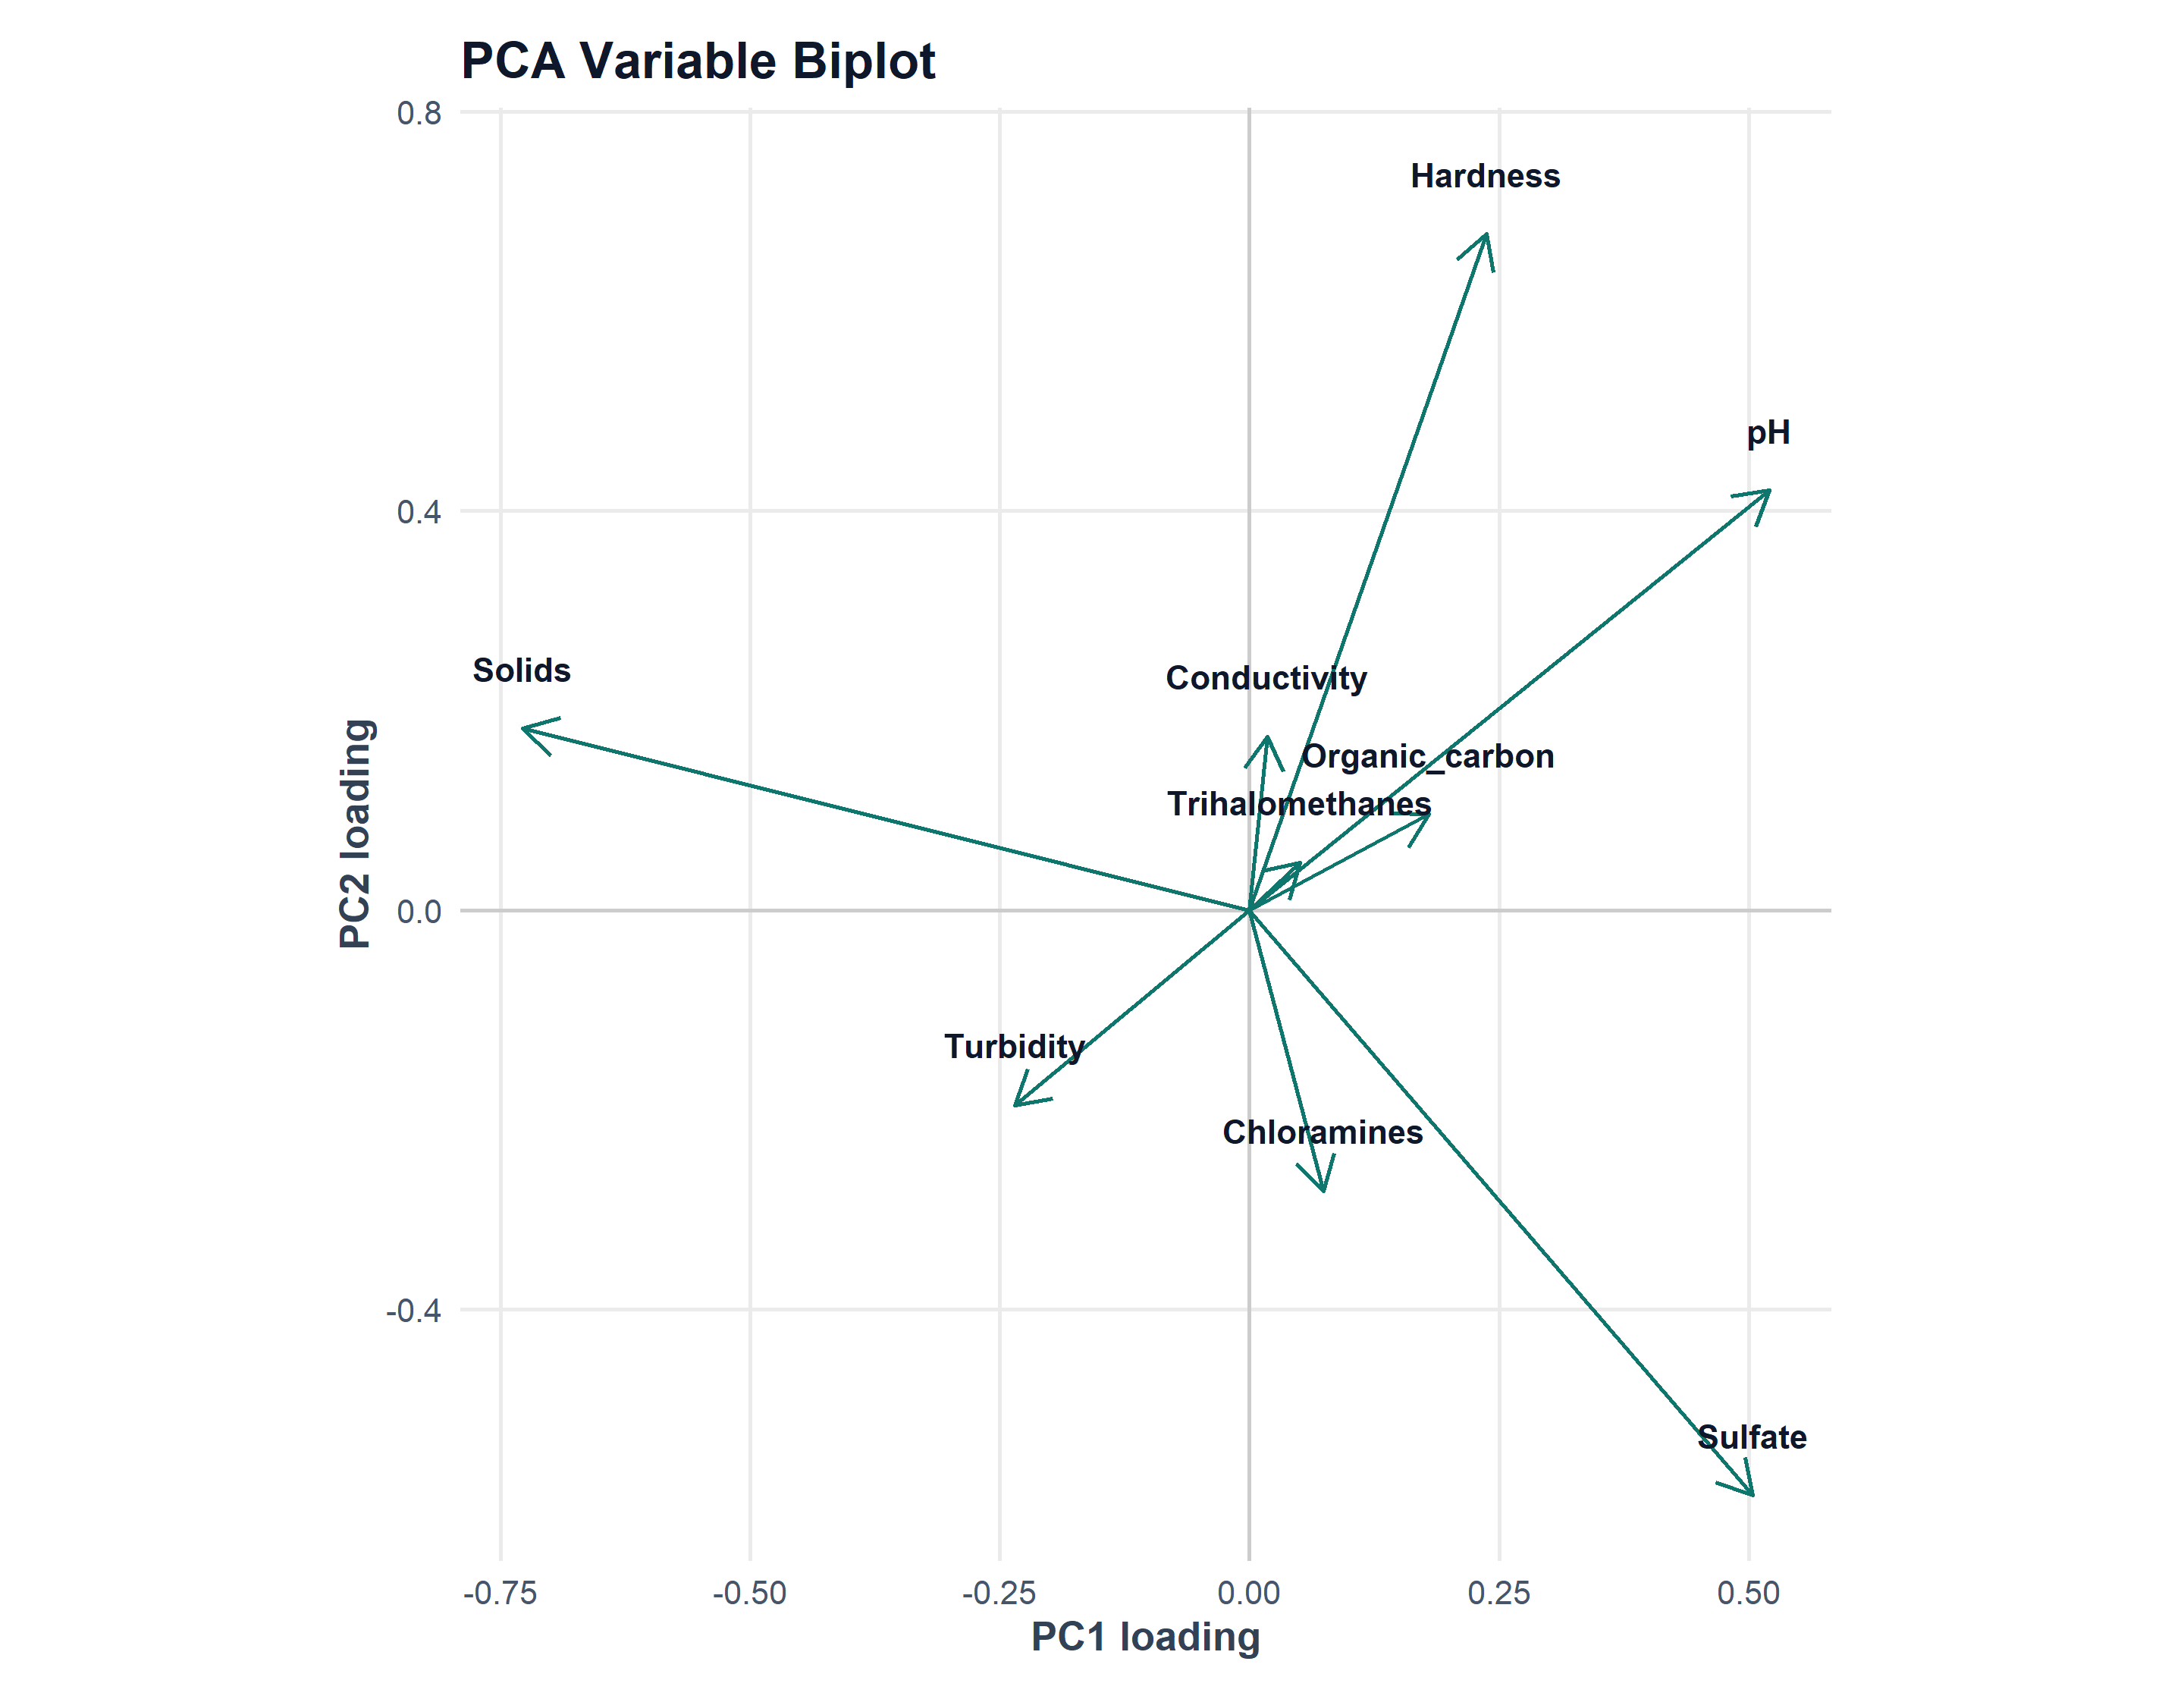 PCA Variable Biplot
0.8
Hardness
pH
0.4
Solids
Conductivity
Organic_carbon
Trihalomethanes
PC2 loading
0.0
Turbidity
Chloramines
-0.4
Sulfate
-0.75 -0.50 -0.25 0.00 0.25 0.50
PC1 loading